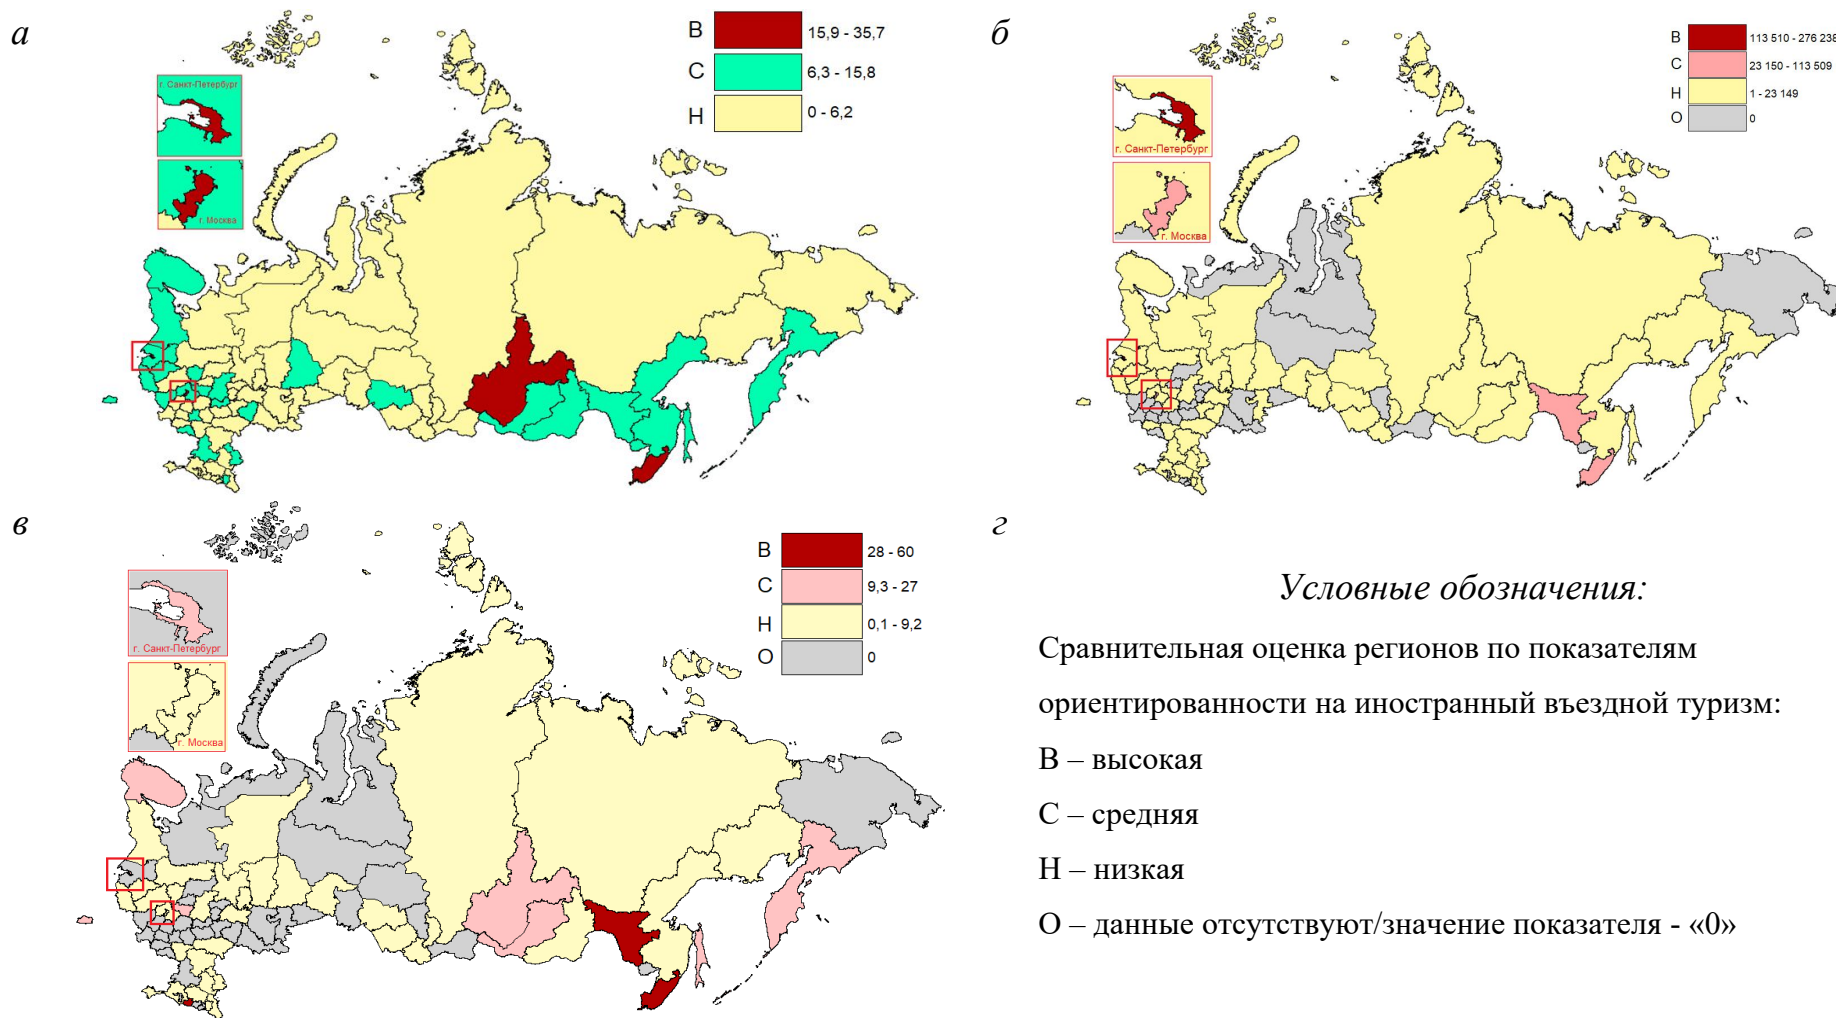 а
В 15,9 - 35,7
С 6,3 - 15,8
Н 0 - 6,2
г. Санкт-Петербург
г. Москва
б
В 113 510 - 276 238
С 23 150 - 113 509
Н 1 - 23 149
О 0
г. Санкт-Петербург
г. Москва
в
В 28 - 60
С 9,3 - 27
Н 0,1 - 9,2
О 0
г. Санкт-Петербург
г. Москва
г
Условные обозначения:
Сравнительная оценка регионов по показателям
ориентированности на иностранный въездной туризм:
В – высокая
С – средняя
Н – низкая
О – данные отсутствуют/значение показателя - «0»